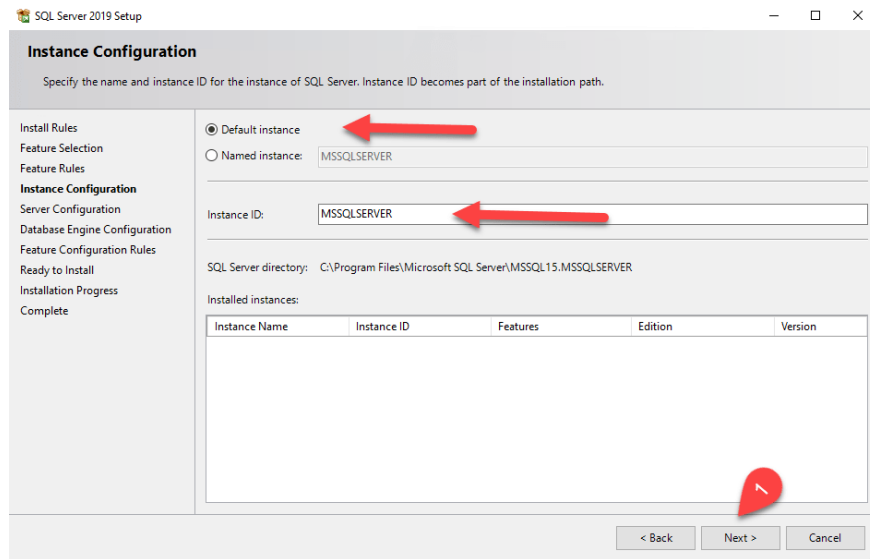 SQL Server 2019 Setup
Instance Configuration
Specify the name and instance ID for the instance of SQL Server. Instance ID becomes part of the installation path.
Install Rules
Feature Selection
Feature Rules
Instance Configuration
Server Configuration
Database Engine Configuration
Feature Configuration Rules
Ready to Install
Installation Progress
Complete
Default instance
Named instance: MSSQLSERVER
Instance ID: MSSQLSERVER
SQL Server directory: C:\Program Files\Microsoft SQL Server\MSSQL15.MSSQLSERVER
Installed instances:
Instance Name Instance ID Features Edition Version
1
< Back Next > Cancel